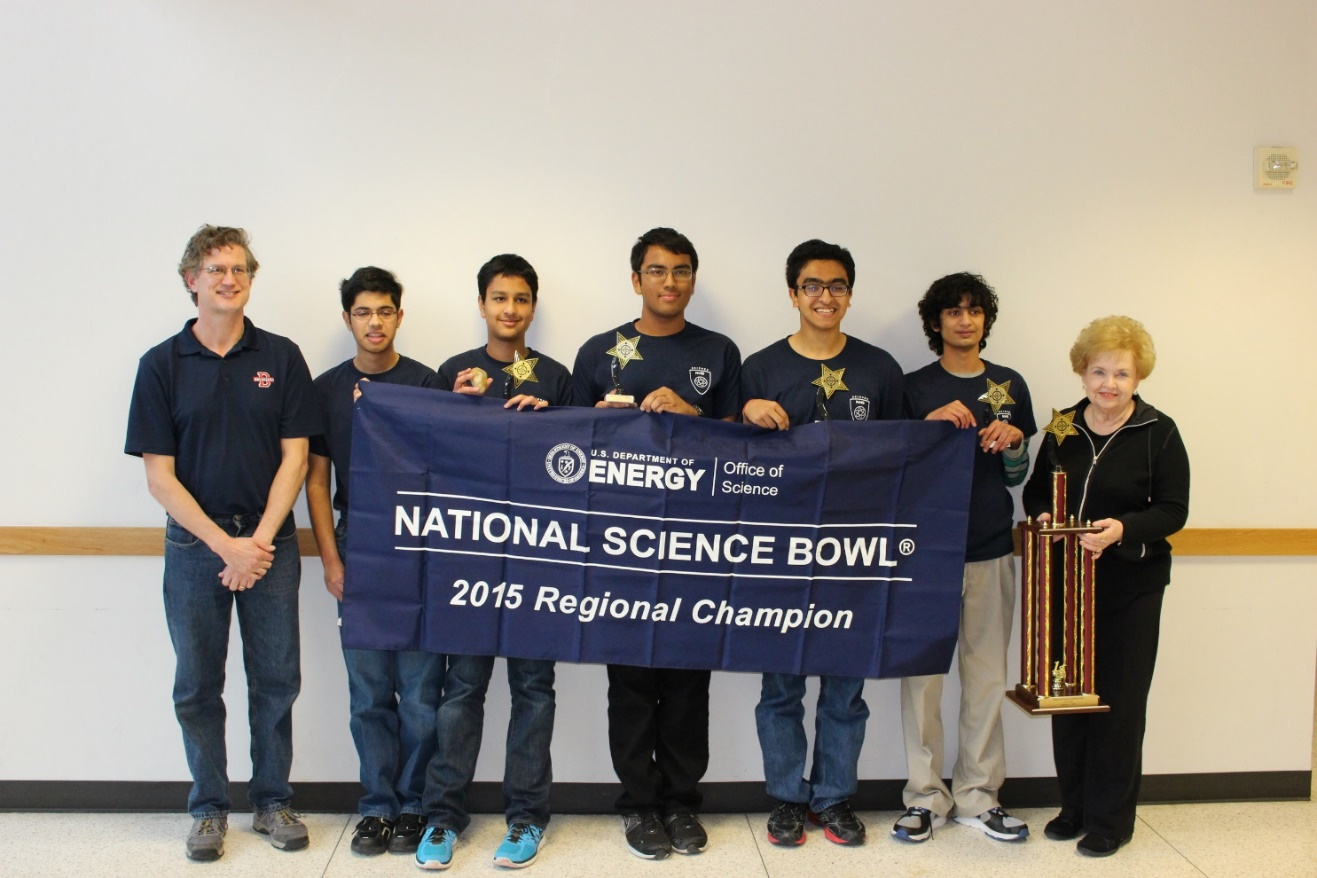 U.S. DEPARTMENT OF
ENERGY
Office of
Science
NATIONAL SCIENCE BOWL®
2015 Regional Champion